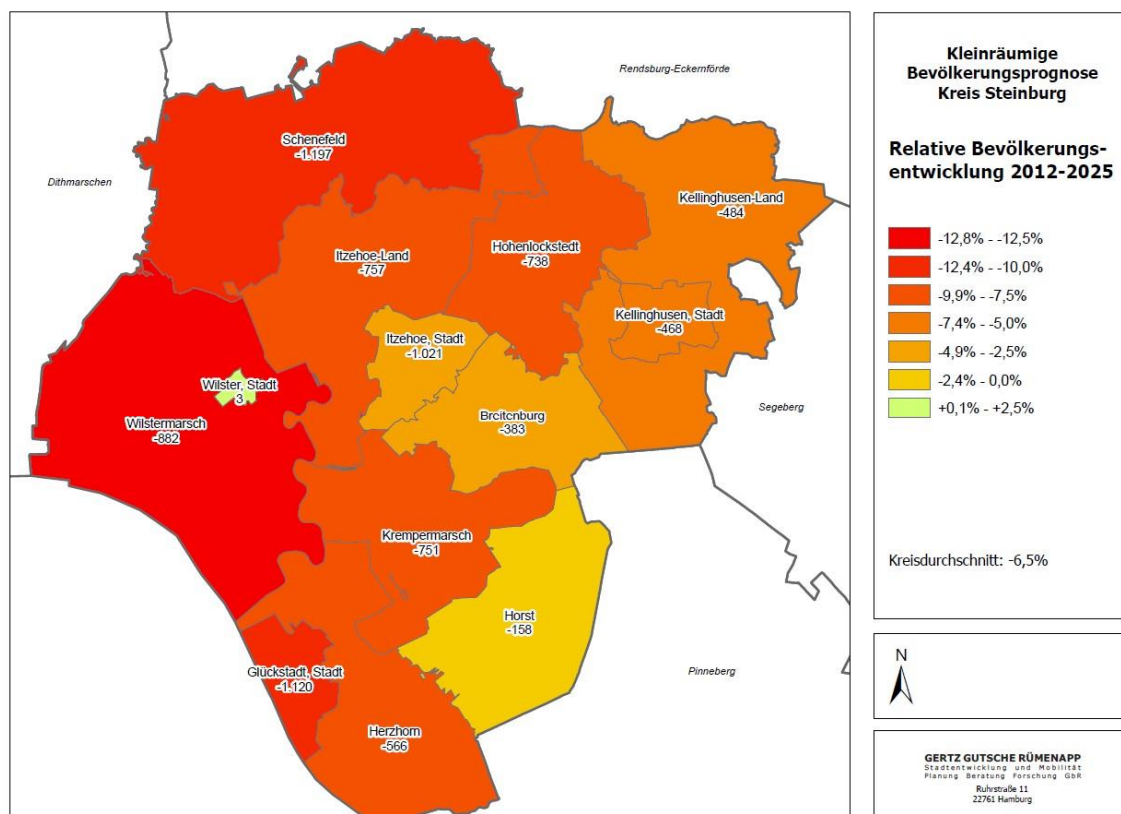 Rendsburg-Eckernförde
Schenefeld
-1.197
Dithmarschen
Kellinghusen-Land
-484
Itzehoe-Land
-757
Hohenlockstedt
-738
Kellinghusen, Stadt
-468
Itzehoe, Stadt
-1.021
Wilster, Stadt
3
Wilstermarsch
-882
Breitenburg
-383
Segeberg
Krempermarsch
-751
Horst
-158
Glückstadt, Stadt
-1.120
Pinneberg
Herzhorn
-566
Kleinräumige
Bevölkerungsprognose
Kreis Steinburg
Relative Bevölkerungs-
entwicklung 2012-2025
-12,8% - -12,5%
-12,4% - -10,0%
-9,9% - -7,5%
-7,4% - -5,0%
-4,9% - -2,5%
-2,4% - 0,0%
+0,1% - +2,5%
Kreisdurchschnitt: -6,5%
N
GERTZ GUTSCHE RÜMENAPP
Stadtentwicklung und Mobilität
Planung Beratung Forschung GbR
Ruhrstraße 11
22761 Hamburg